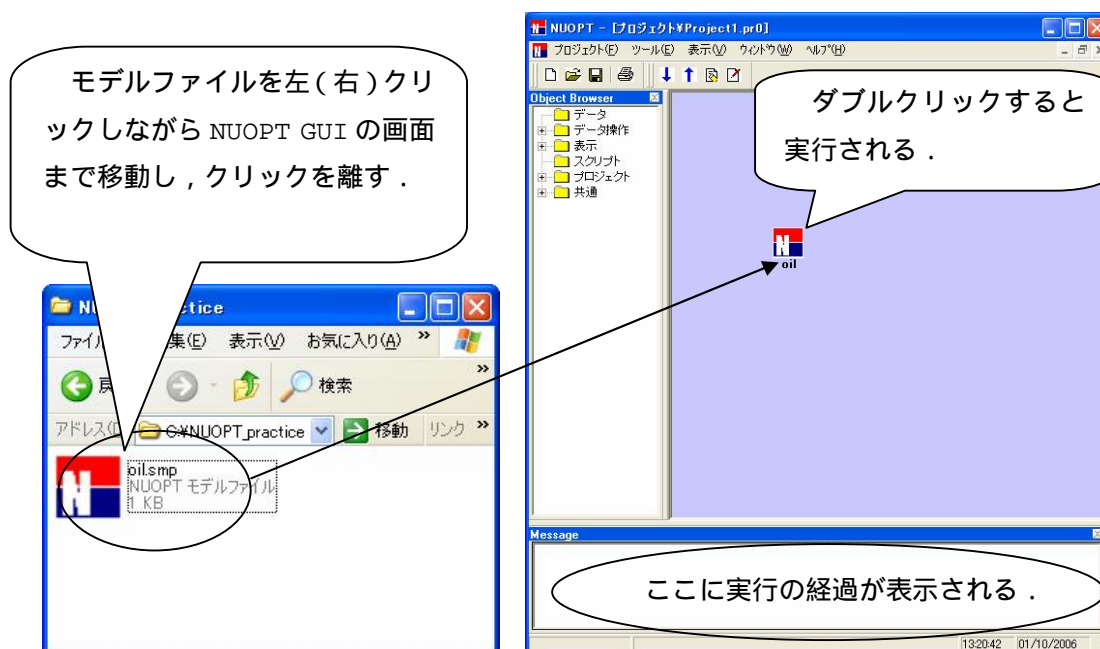 モデルファイルを左(右)クリ
ックしながら NUOPT GUI の画面
まで移動し,クリックを離す.
NUOPT - [プロジェクト¥Project1.pr0]
プロジェクト(F) ツール(E) 表示(V) ウィンドウ(W) ヘルプ(H)
Object Browser
データ
データ操作
表示
スクリプト
プロジェクト
共通
ダブルクリックすると
実行される.
oil
ctice
ファイル 集(E) 表示(V) お気に入り(A) »
検索 »
アドレス(D) C:¥NUOPT_practice 移動 リンク »
oil.smp
NUOPT モデルファイル
1 KB
Message
ここに実行の経過が表示される.
13:20:42 01/10/2006